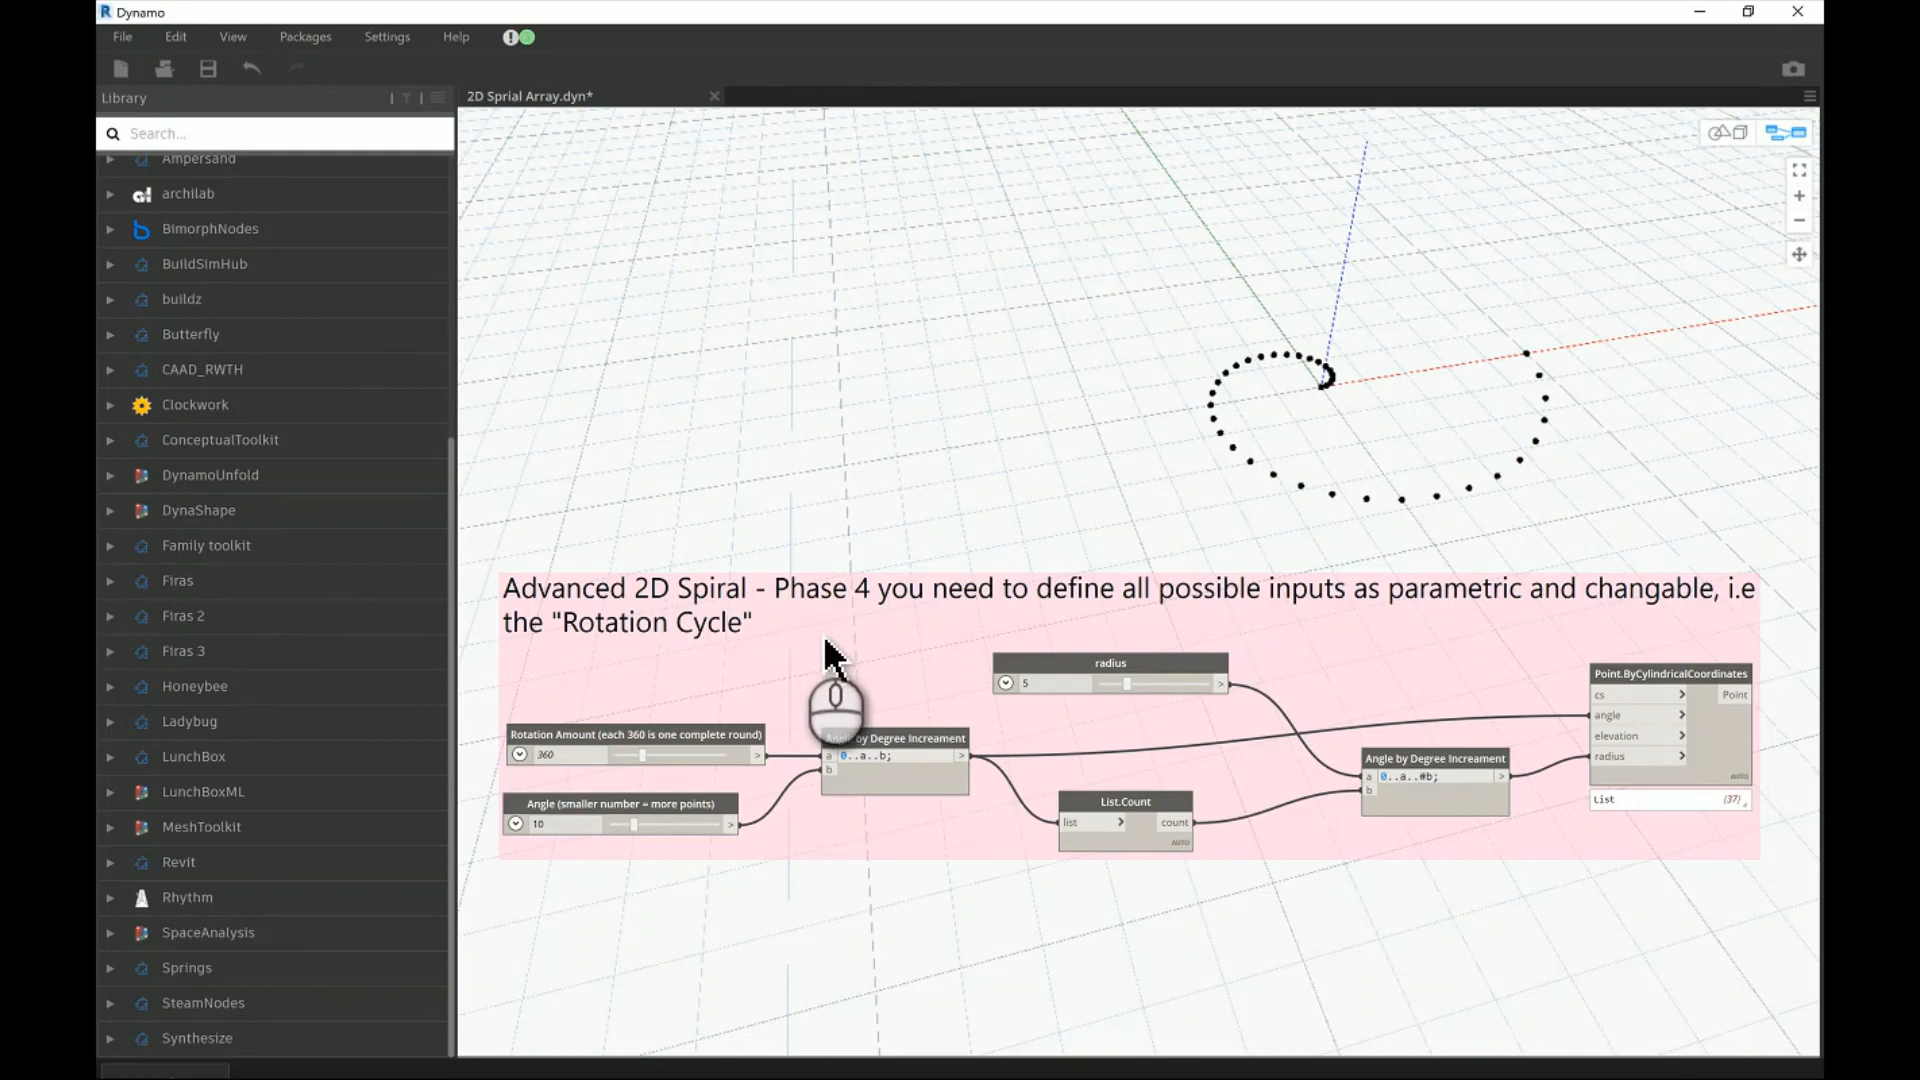 Dynamo
File Edit View Packages Settings Help
Library
2D Sprial Array.dyn*
Search...
Ampersand
archilab
BimorphNodes
BuildSimHub
buildz
Butterfly
CAAD_RWTH
Clockwork
ConceptualToolkit
DynamoUnfold
DynaShape
Family toolkit
Firas
Firas 2
Firas 3
Honeybee
Ladybug
LunchBox
LunchBoxML
MeshToolkit
Revit
Rhythm
SpaceAnalysis
Springs
SteamNodes
Synthesize
Advanced 2D Spiral - Phase 4 you need to define all possible inputs as parametric and changable, i.e
the "Rotation Cycle"
radius
5 >
Rotation Amount (each 360 is one complete round)
360 >
Angle (smaller number = more points)
10 >
by Degree Increament
a 0..a..b; >
b
List.Count
list > count
AUTO
Angle by Degree Increament
a 0..a..#b; >
b
Point.ByCylindricalCoordinates
cs > Point
angle >
elevation >
radius >
AUTO
List (37)